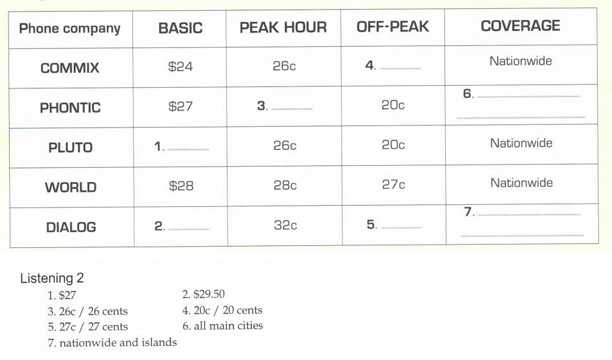 Phone company BASIC PEAK HOUR OFF-PEAK COVERAGE
COMMIX $24 26c 4. ______ Nationwide
PHONTIC $27 3. ______ 20c 6. ______
PLUTO 1. ______ 26c 20c Nationwide
WORLD $28 28c 27c Nationwide
DIALOG 2. ______ 32c 5. ______ 7. ______
Listening 2
1. $27 2. $29.50
3. 26c / 26 cents 4. 20c / 20 cents
5. 27c / 27 cents 6. all main cities
7. nationwide and islands